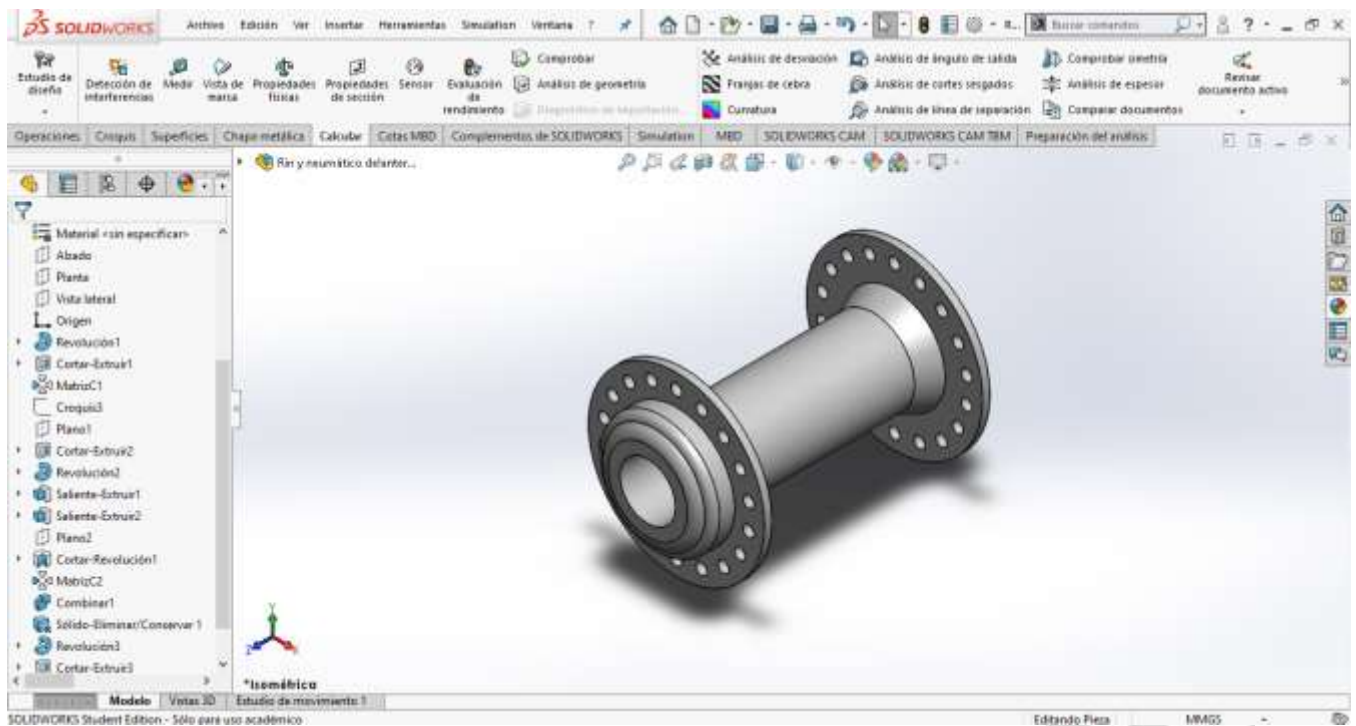 SOLIDWORKS
Archivo Edición Ver Insertar Herramientas Simulation Ventana ?
Buscar comandos
Estudio de diseño
Detección de interferencias
Medir
Vista de marca
Propiedades físicas
Propiedades de sección
Sensor
Evaluación de rendimiento
Comprobar
Análisis de geometría
Análisis de desviación
Franjas de cebra
Curvatura
Análisis de ángulo de salida
Análisis de cortes sesgados
Análisis de línea de separación
Comprobar simetría
Análisis de espesor
Comparar documentos
Revisar documento activo
Operaciones Croquis Superficies Chapa metálica Calcular Cotas MBD Complementos de SOLIDWORKS Simulation MBD SOLIDWORKS CAM SOLIDWORKS CAM TBM Preparación del análisis
Rin y neumático delanter...
Material <sin especificar>
Alzado
Planta
Vista lateral
Origen
Revolución1
Cortar-Extruir1
MatrizC1
Croquis3
Plano1
Cortar-Extruir2
Revolución2
Saliente-Extruir1
Saliente-Extruir2
Plano2
Cortar-Revolución1
MatrizC2
Combinar1
Sólido-Eliminar/Conservar 1
Revolución3
Cortar-Extruir3
*Isométrica
Modelo Vistas 3D Estudio de movimiento 1
SOLIDWORKS Student Edition - Sólo para uso académico
Editando Pieza MMGS